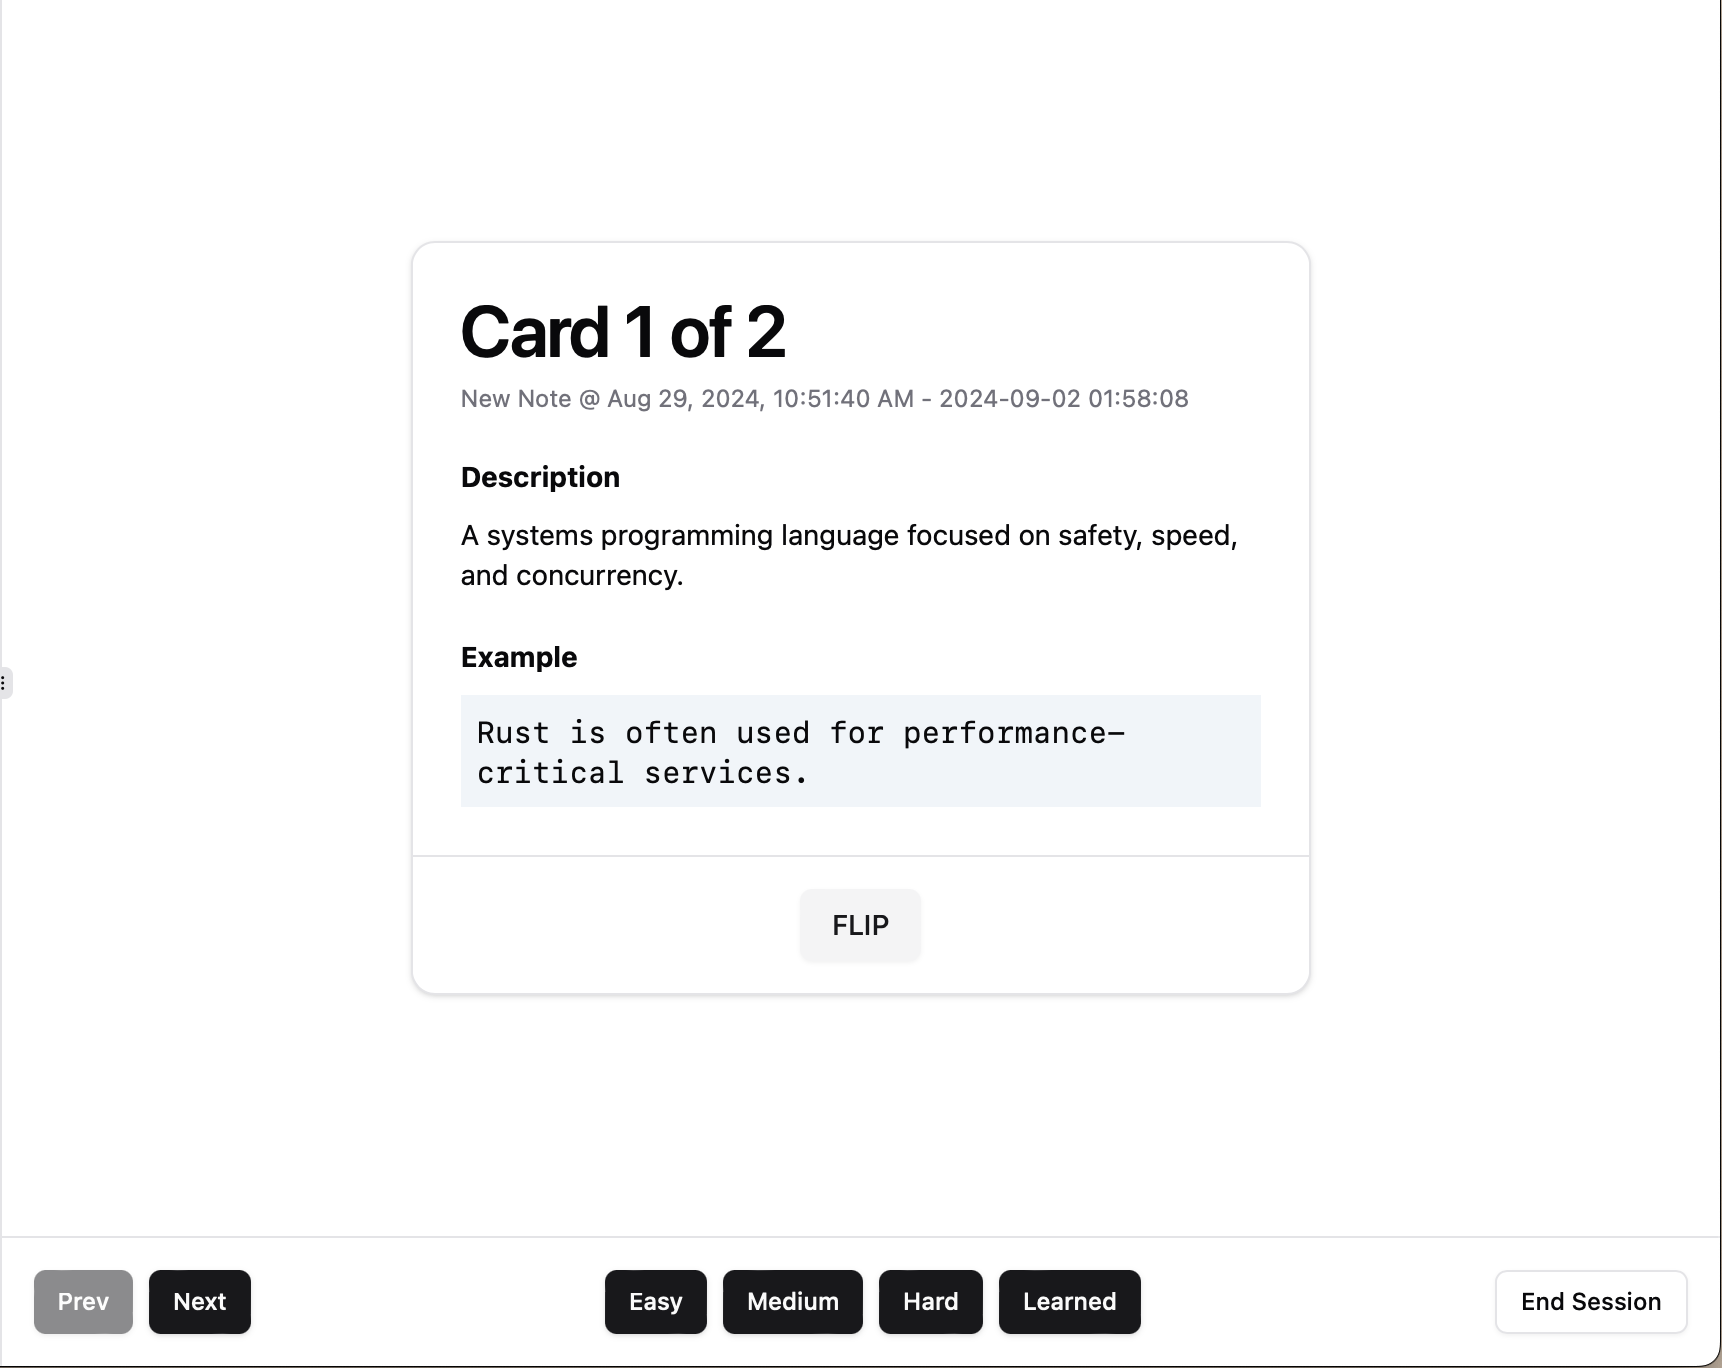 Card 1 of 2
New Note @ Aug 29, 2024, 10:51:40 AM - 2024-09-02 01:58:08
Description
A systems programming language focused on safety, speed,
and concurrency.
Example
Rust is often used for performance-
critical services.
FLIP
Prev
Next
Easy
Medium
Hard
Learned
End Session